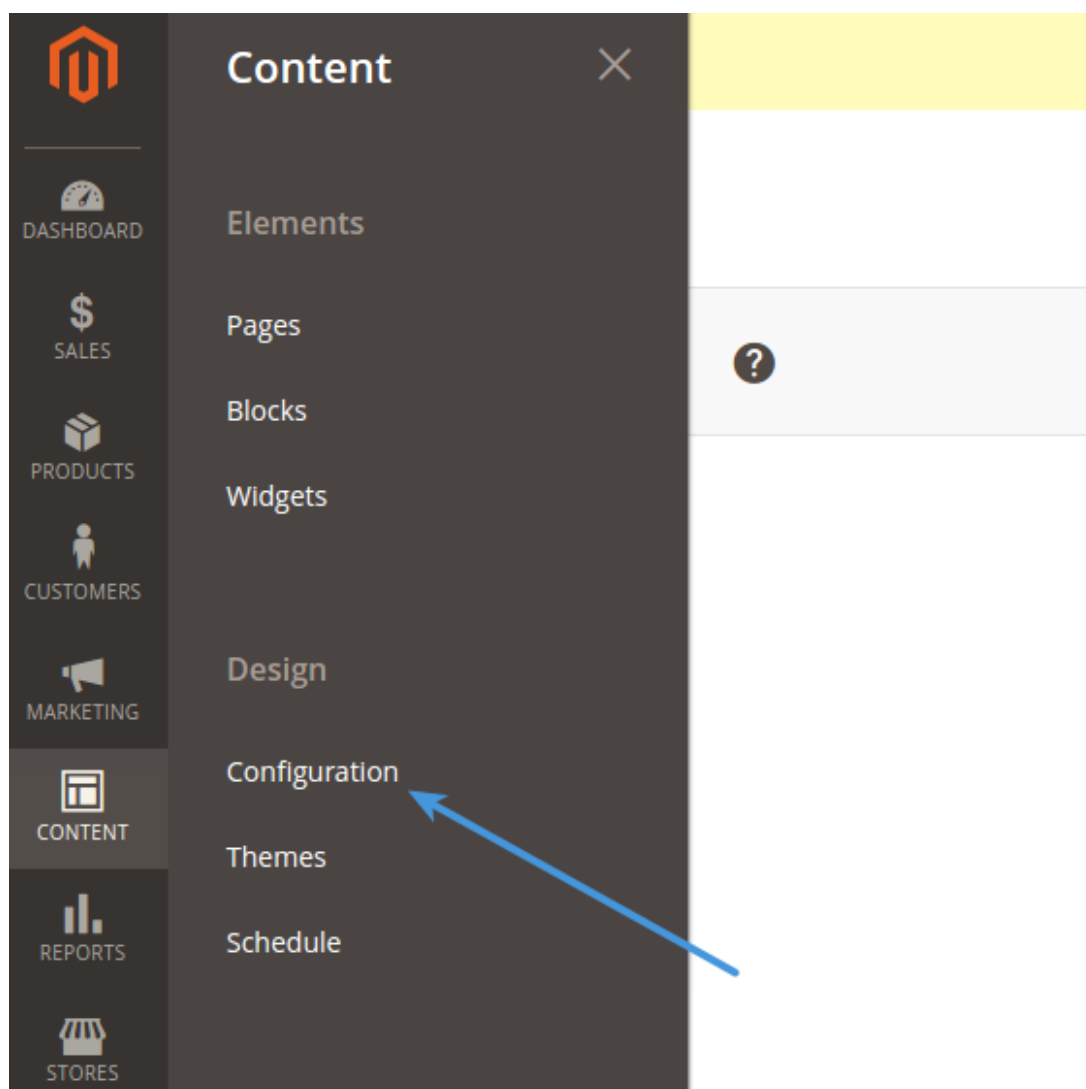 DASHBOARD
SALES
PRODUCTS
CUSTOMERS
MARKETING
CONTENT
REPORTS
STORES
Content
Elements
Pages
Blocks
Widgets
Design
Configuration
Themes
Schedule
?